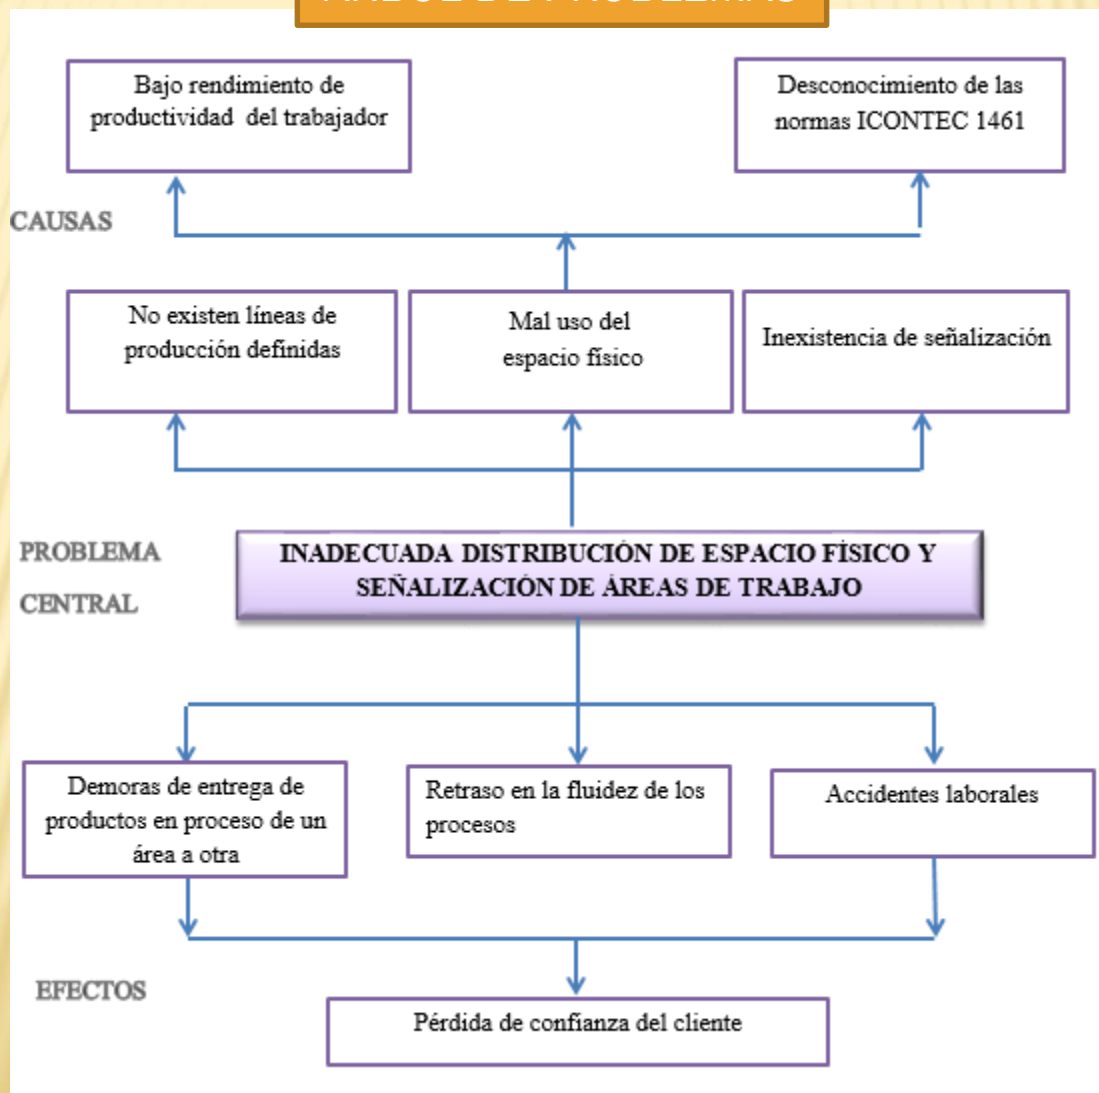 Bajo rendimiento de
productividad del trabajador
Desconocimiento de las
normas ICONTEC 1461
CAUSAS
No existen líneas de
producción definidas
Mal uso del
espacio físico
Inexistencia de señalización
PROBLEMA
CENTRAL
INADECUADA DISTRIBUCIÓN DE ESPACIO FÍSICO Y
SEÑALIZACIÓN DE ÁREAS DE TRABAJO
Demoras de entrega de
productos en proceso de un
área a otra
Retraso en la fluidez de los
procesos
Accidentes laborales
EFECTOS
Pérdida de confianza del cliente